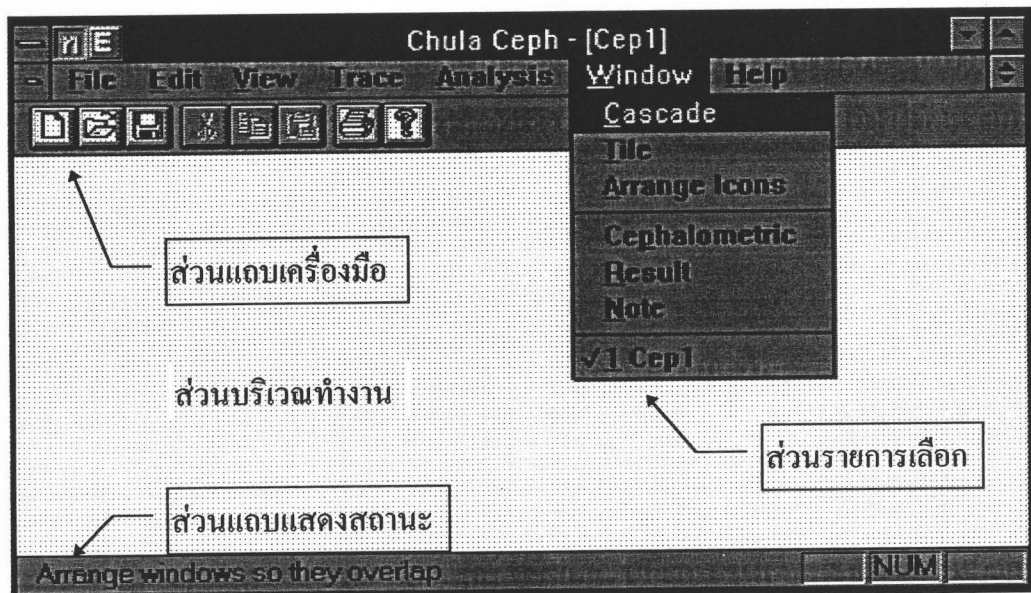 ก E Chula Ceph - [Cep1]
File Edit View Trace Analysis Window Help
Cascade
Tile
Arrange Icons
Cephalometric
Result
Note
√1 Cep1
ส่วนแถบเครื่องมือ
ส่วนบริเวณทำงาน
ส่วนรายการเลือก
ส่วนแถบแสดงสถานะ
Arrange windows so they overlap NUM